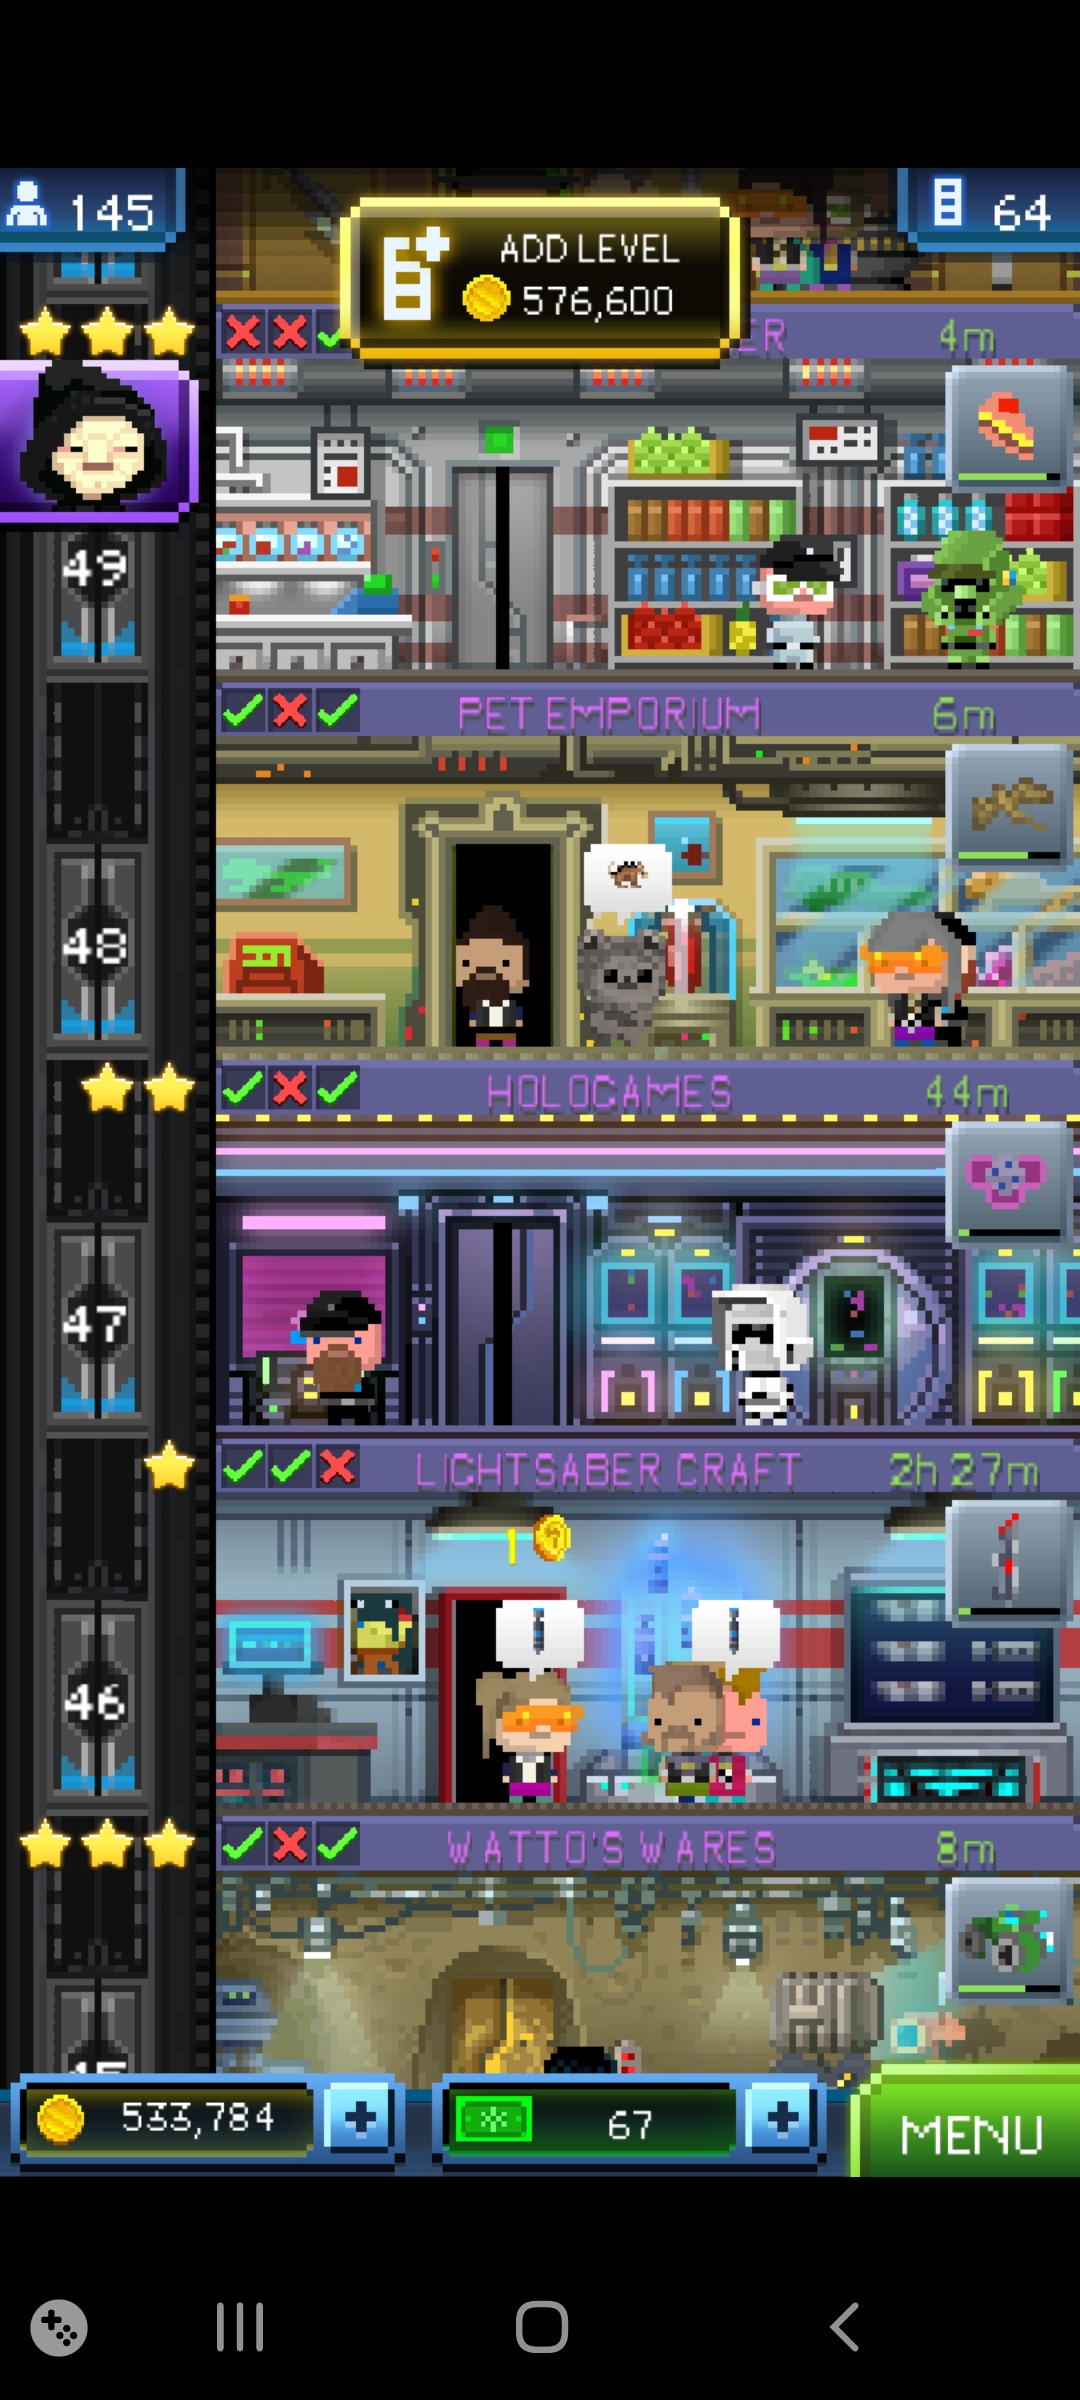 145
64
ADD LEVEL
576,600
ER
4m
49
PET EMPORIUM
6m
48
HOLOGAMES
44m
47
LIGHTSABER CRAFT
2h 27m
1
46
WATTO'S WARES
8m
45
533,784
67
MENU